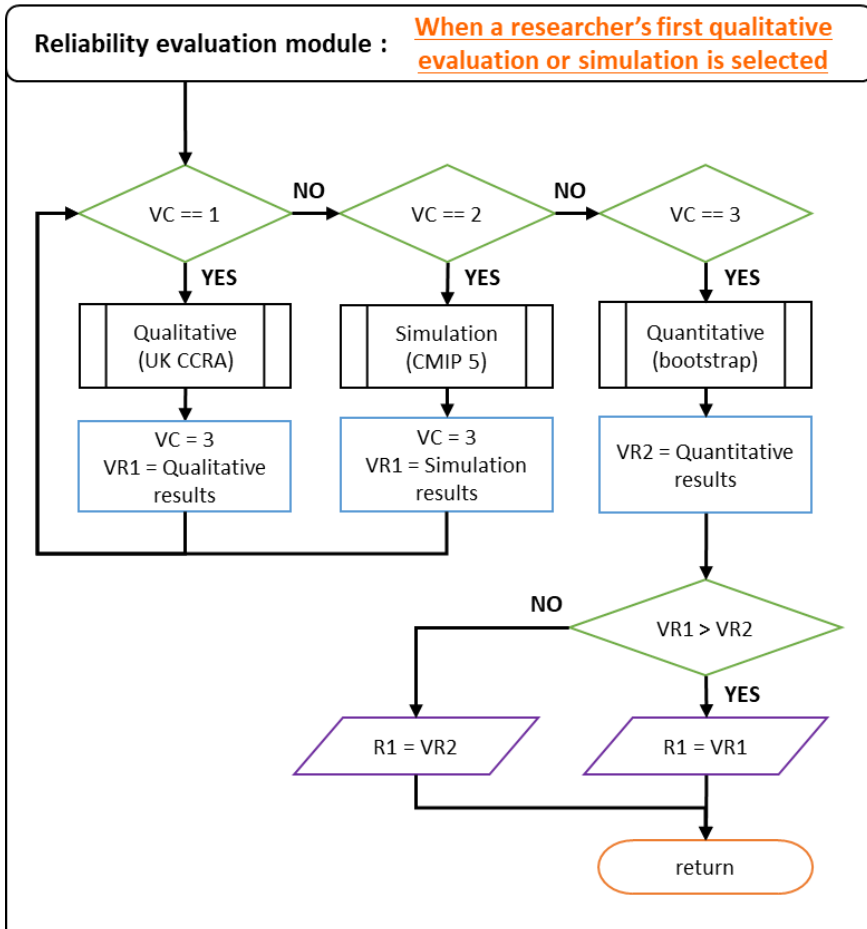 Reliability evaluation module :
When a researcher’s first qualitative
evaluation or simulation is selected
VC == 1
NO
VC == 2
NO
VC == 3
YES
YES
YES
Qualitative
(UK CCRA)
Simulation
(CMIP 5)
Quantitative
(bootstrap)
VC = 3
VR1 = Qualitative
results
VC = 3
VR1 = Simulation
results
VR2 = Quantitative
results
NO
VR1 > VR2
YES
R1 = VR2
R1 = VR1
return